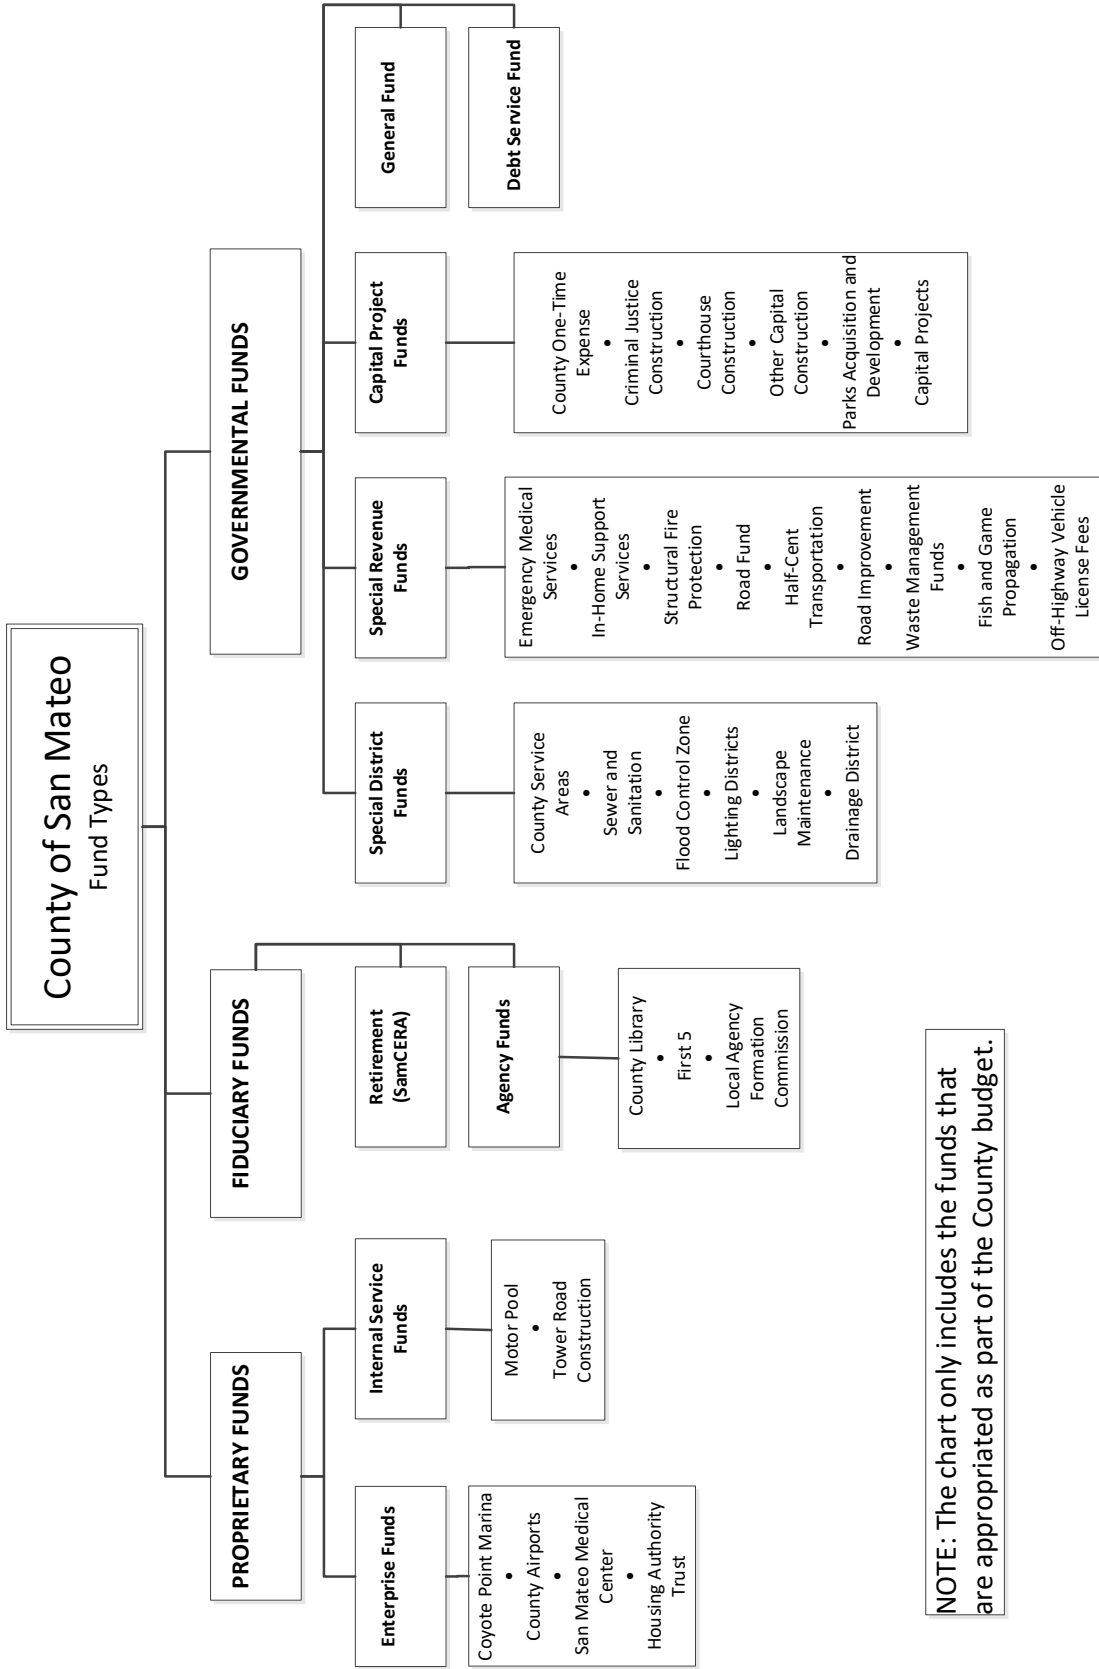 County of San Mateo
Fund Types
PROPRIETARY FUNDS
Enterprise Funds
Coyote Point Marina
•
County Airports
•
San Mateo Medical
Center
•
Housing Authority
Trust
Internal Service
Funds
Motor Pool
•
Tower Road
Construction
FIDUCIARY FUNDS
Retirement
(SamCERA)
Agency Funds
County Library
•
First 5
•
Local Agency
Formation
Commission
GOVERNMENTAL FUNDS
Special District
Funds
County Service
Areas
•
Sewer and
Sanitation
•
Flood Control Zone
•
Lighting Districts
•
Landscape
Maintenance
•
Drainage District
Special Revenue
Funds
Emergency Medical
Services
•
In-Home Support
Services
•
Structural Fire
Protection
•
Road Fund
•
Half-Cent
Transportation
•
Road Improvement
•
Waste Management
Funds
•
Fish and Game
Propagation
•
Off-Highway Vehicle
License Fees
Capital Project
Funds
County One-Time
Expense
•
Criminal Justice
Construction
•
Courthouse
Construction
•
Other Capital
Construction
•
Parks Acquisition and
Development
•
Capital Projects
General Fund
Debt Service Fund
NOTE: The chart only includes the funds that
are appropriated as part of the County budget.